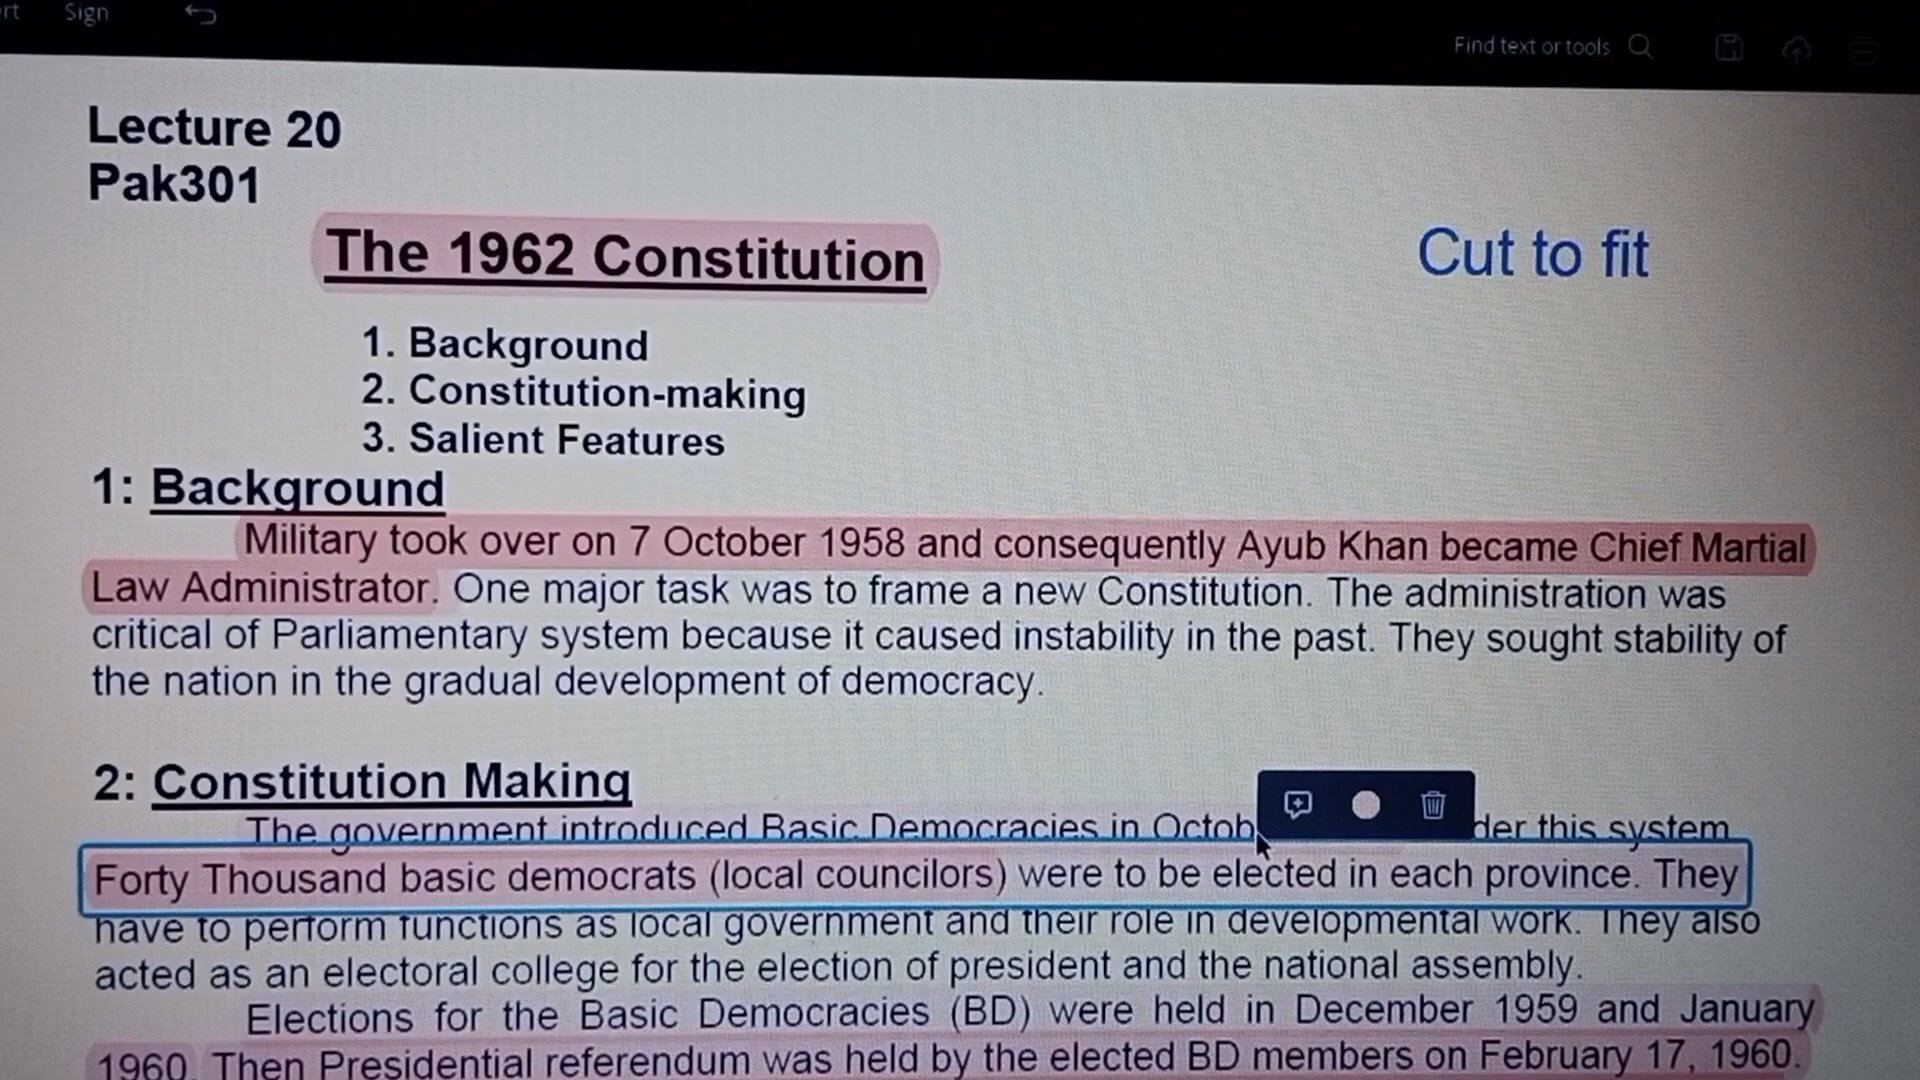 rt Sign
Find text or tools
Lecture 20
Pak301
The 1962 Constitution
Cut to fit
1. Background
2. Constitution-making
3. Salient Features
1: Background
Military took over on 7 October 1958 and consequently Ayub Khan became Chief Martial
Law Administrator. One major task was to frame a new Constitution. The administration was
critical of Parliamentary system because it caused instability in the past. They sought stability of
the nation in the gradual development of democracy.
2: Constitution Making
The government introduced Basic Democracies in Octob der this system
Forty Thousand basic democrats (local councilors) were to be elected in each province. They
have to perform functions as local government and their role in developmental work. They also
acted as an electoral college for the election of president and the national assembly.
Elections for the Basic Democracies (BD) were held in December 1959 and January
1960. Then Presidential referendum was held by the elected BD members on February 17, 1960.